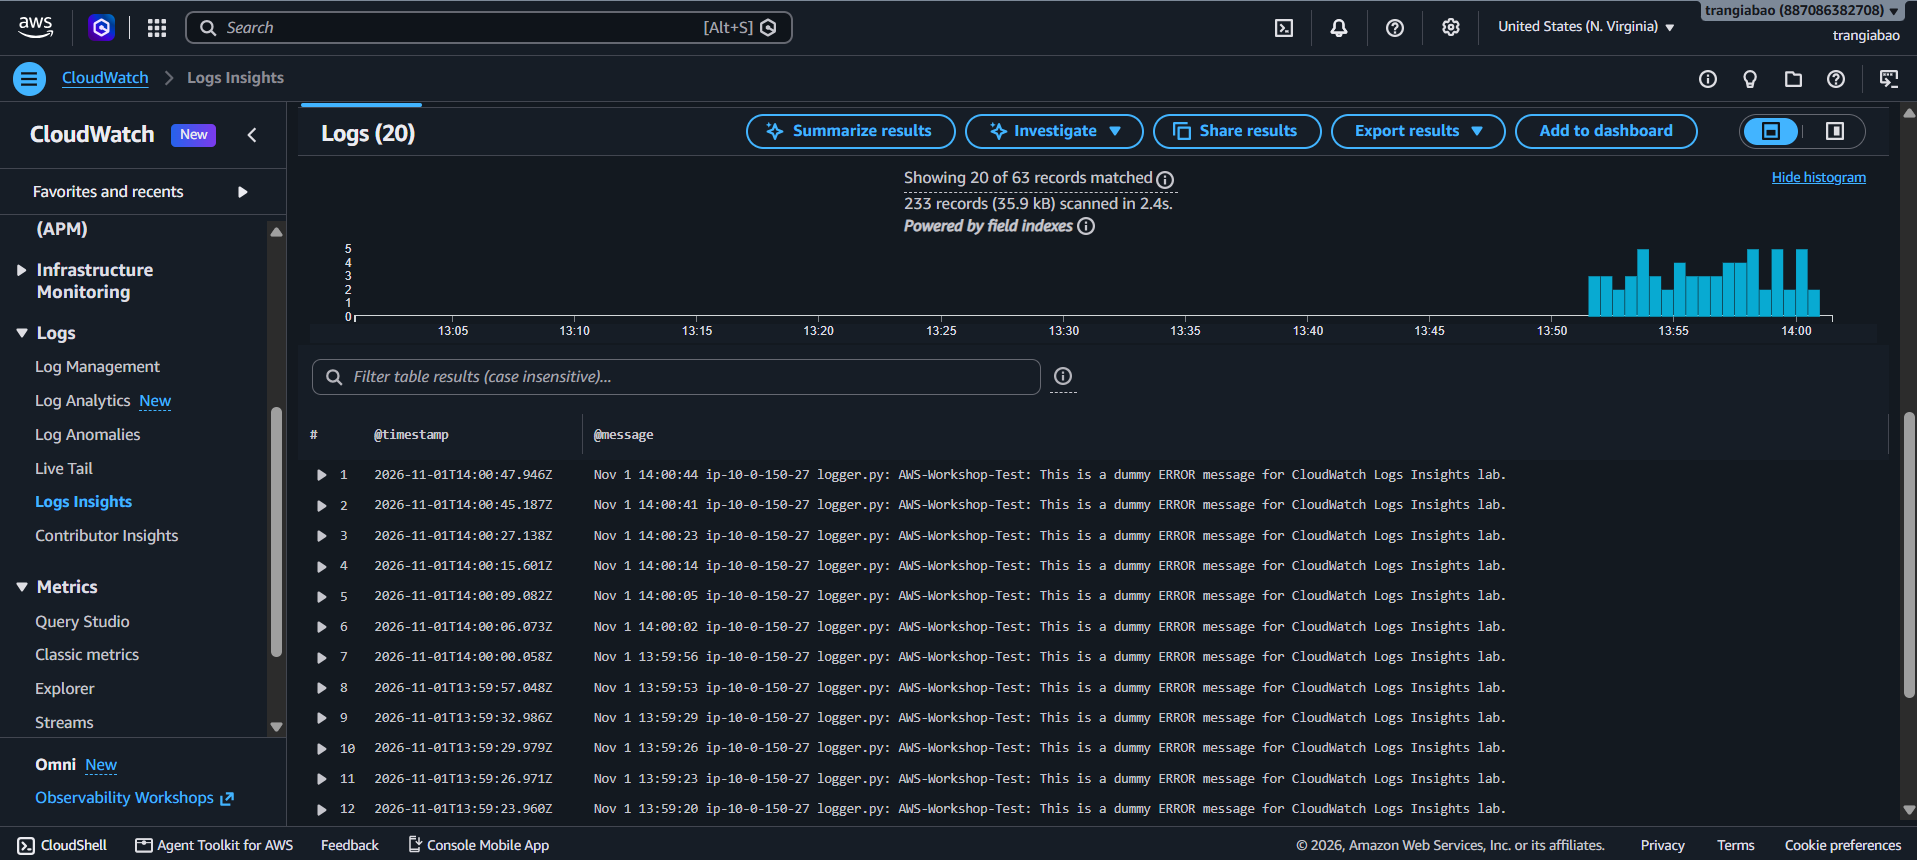 aws
Search [Alt+S]
United States (N. Virginia)
trangiabao (887086382708)
trangiabao
CloudWatch Logs Insights
CloudWatch New
Favorites and recents
(APM)
Infrastructure
Monitoring
Logs
Log Management
Log Analytics New
Log Anomalies
Live Tail
Logs Insights
Contributor Insights
Metrics
Query Studio
Classic metrics
Explorer
Streams
Omni New
Observability Workshops
Logs (20)
Summarize results
Investigate
Share results
Export results
Add to dashboard
Showing 20 of 63 records matched
Hide histogram
233 records (35.9 kB) scanned in 2.4s.
Powered by field indexes
5
4
3
2
1
0
13:05 13:10 13:15 13:20 13:25 13:30 13:35 13:40 13:45 13:50 13:55 14:00
Filter table results (case insensitive)...
# @timestamp @message
1 2026-11-01T14:00:47.946Z Nov 1 14:00:44 ip-10-0-150-27 logger.py: AWS-Workshop-Test: This is a dummy ERROR message for CloudWatch Logs Insights lab.
2 2026-11-01T14:00:45.187Z Nov 1 14:00:41 ip-10-0-150-27 logger.py: AWS-Workshop-Test: This is a dummy ERROR message for CloudWatch Logs Insights lab.
3 2026-11-01T14:00:27.138Z Nov 1 14:00:23 ip-10-0-150-27 logger.py: AWS-Workshop-Test: This is a dummy ERROR message for CloudWatch Logs Insights lab.
4 2026-11-01T14:00:15.601Z Nov 1 14:00:14 ip-10-0-150-27 logger.py: AWS-Workshop-Test: This is a dummy ERROR message for CloudWatch Logs Insights lab.
5 2026-11-01T14:00:09.082Z Nov 1 14:00:05 ip-10-0-150-27 logger.py: AWS-Workshop-Test: This is a dummy ERROR message for CloudWatch Logs Insights lab.
6 2026-11-01T14:00:06.073Z Nov 1 14:00:02 ip-10-0-150-27 logger.py: AWS-Workshop-Test: This is a dummy ERROR message for CloudWatch Logs Insights lab.
7 2026-11-01T14:00:00.058Z Nov 1 13:59:56 ip-10-0-150-27 logger.py: AWS-Workshop-Test: This is a dummy ERROR message for CloudWatch Logs Insights lab.
8 2026-11-01T13:59:57.048Z Nov 1 13:59:53 ip-10-0-150-27 logger.py: AWS-Workshop-Test: This is a dummy ERROR message for CloudWatch Logs Insights lab.
9 2026-11-01T13:59:32.986Z Nov 1 13:59:29 ip-10-0-150-27 logger.py: AWS-Workshop-Test: This is a dummy ERROR message for CloudWatch Logs Insights lab.
10 2026-11-01T13:59:29.979Z Nov 1 13:59:26 ip-10-0-150-27 logger.py: AWS-Workshop-Test: This is a dummy ERROR message for CloudWatch Logs Insights lab.
11 2026-11-01T13:59:26.971Z Nov 1 13:59:23 ip-10-0-150-27 logger.py: AWS-Workshop-Test: This is a dummy ERROR message for CloudWatch Logs Insights lab.
12 2026-11-01T13:59:23.960Z Nov 1 13:59:20 ip-10-0-150-27 logger.py: AWS-Workshop-Test: This is a dummy ERROR message for CloudWatch Logs Insights lab.
CloudShell Agent Toolkit for AWS Feedback Console Mobile App © 2026, Amazon Web Services, Inc. or its affiliates. Privacy Terms Cookie preferences